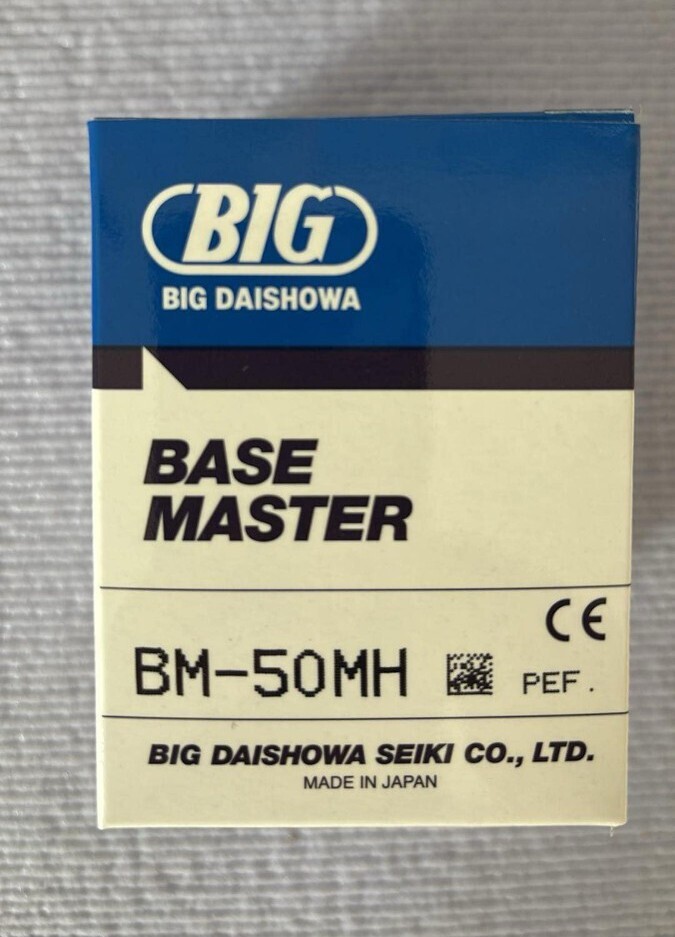 BIG
BIG DAISHOWA
BASE
MASTER
CE
BM-50MH PEF.
BIG DAISHOWA SEIKI CO., LTD.
MADE IN JAPAN